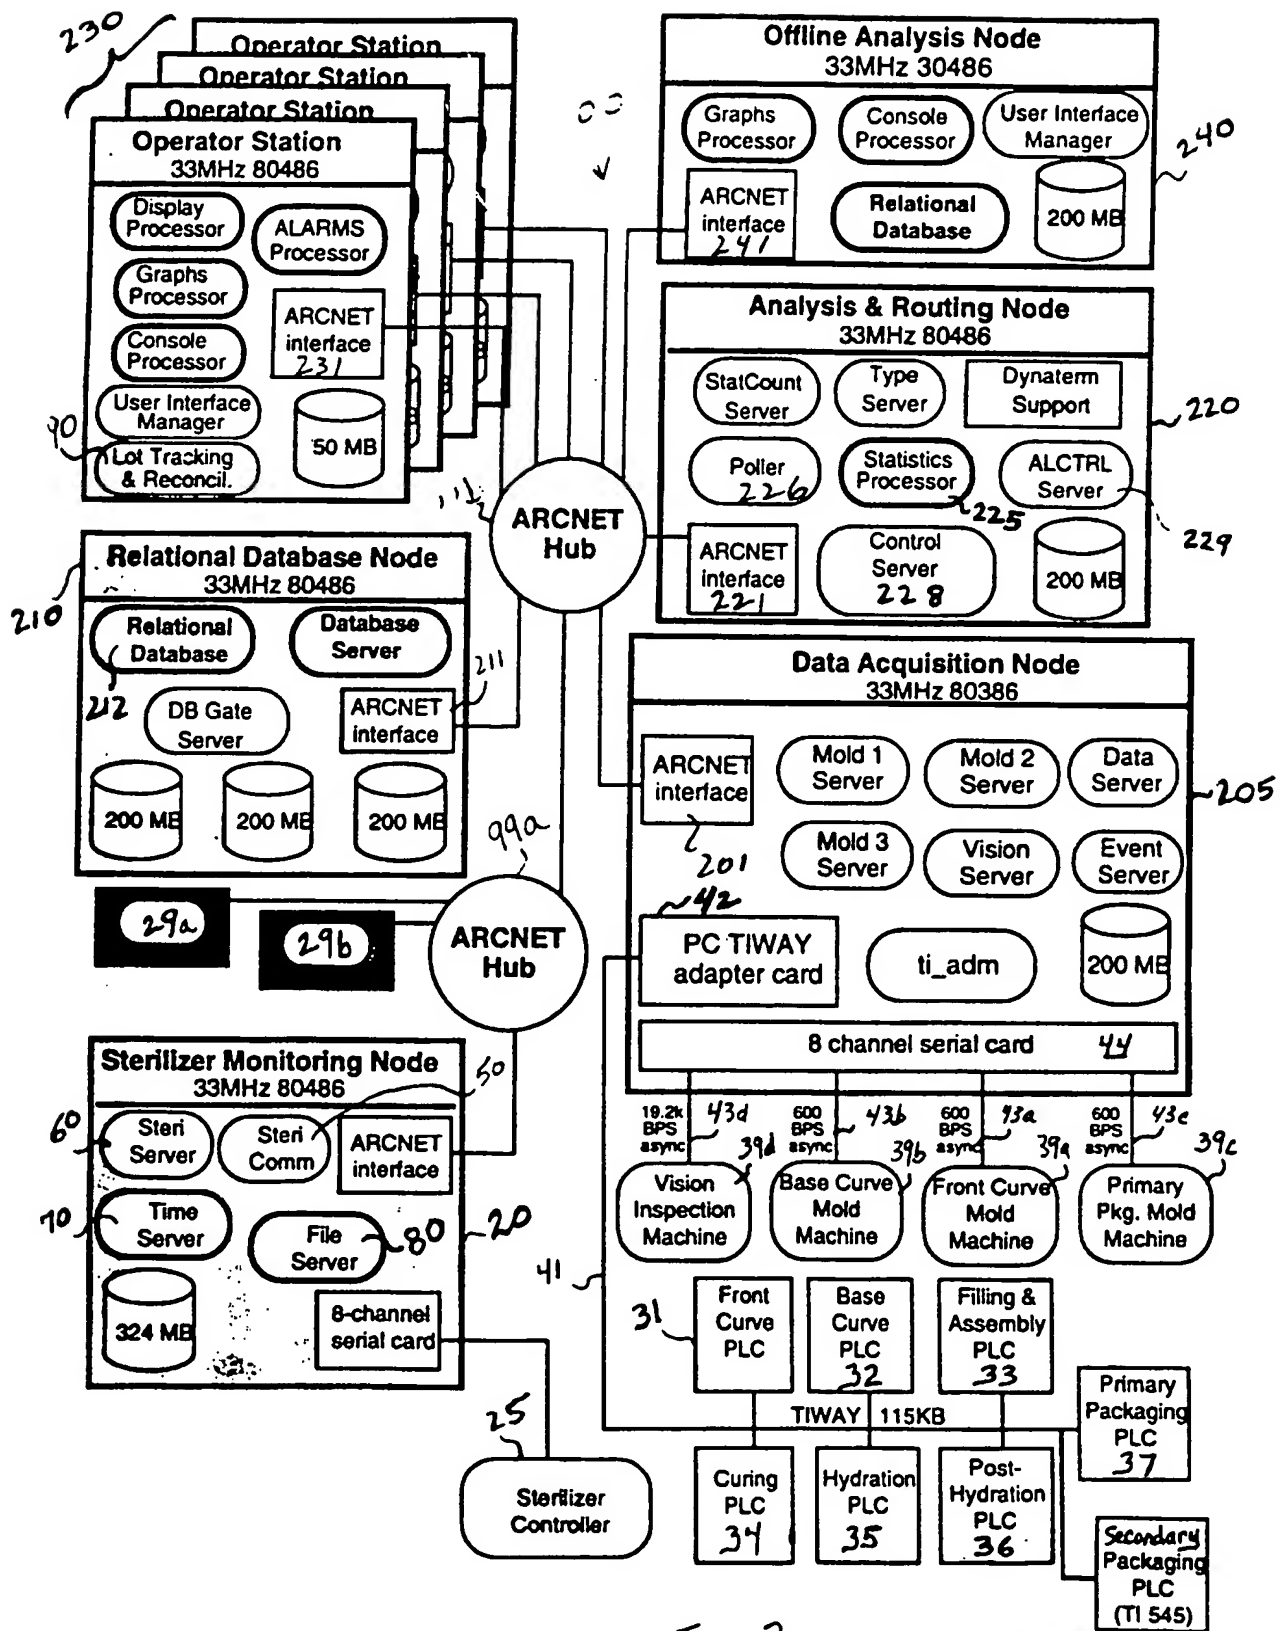 230
Operator Station
Operator Station
Operator Station
Operator Station
33MHz 80486
Display
Processor
ALARMS
Processor
Graphs
Processor
ARCNET
interface
231
Console
Processor
User Interface
Manager
50 MB
90
Lot Tracking
& Reconcil.
Offline Analysis Node
33MHz 30486
Graphs
Processor
Console
Processor
User Interface
Manager
240
ARCNET
interface
241
Relational
Database
200 MB
Analysis & Routing Node
33MHz 80486
StatCount
Server
Type
Server
Dynaterm
Support
220
Poller
226
Statistics
Processor
225
ALCTRL
Server
229
ARCNET
interface
221
Control
Server
228
200 MB
ARCNET
Hub
Relational Database Node
33MHz 80486
210
Relational
Database
212
Database
Server
211
DB Gate
Server
ARCNET
interface
200 MB
200 MB
200 MB
99a
29a
29b
ARCNET
Hub
Data Acquisition Node
33MHz 80386
ARCNET
interface
201
Mold 1
Server
Mold 2
Server
Data
Server
205
Mold 3
Server
Vision
Server
Event
Server
42
PC TIWAY
adapter card
ti_adm
200 MB
8 channel serial card 44
19.2k
BPS
async
43d
600
BPS
async
43b
600
BPS
async
43a
600
BPS
async
43c
39d
Vision
Inspection
Machine
39b
Base Curve
Mold
Machine
39a
Front Curve
Mold
Machine
39c
Primary
Pkg. Mold
Machine
Sterilizer Monitoring Node
33MHz 80486
50
60
Steri
Server
Steri
Comm
ARCNET
interface
70
Time
Server
File
Server
80
20
324 MB
8-channel
serial card
25
Sterilizer
Controller
41
31
Front
Curve
PLC
Base
Curve
PLC
32
Filling &
Assembly
PLC
33
TIWAY 115KB
Primary
Packaging
PLC
37
Curing
PLC
34
Hydration
PLC
35
Post-
Hydration
PLC
36
Secondary
Packaging
PLC
(TI 545)